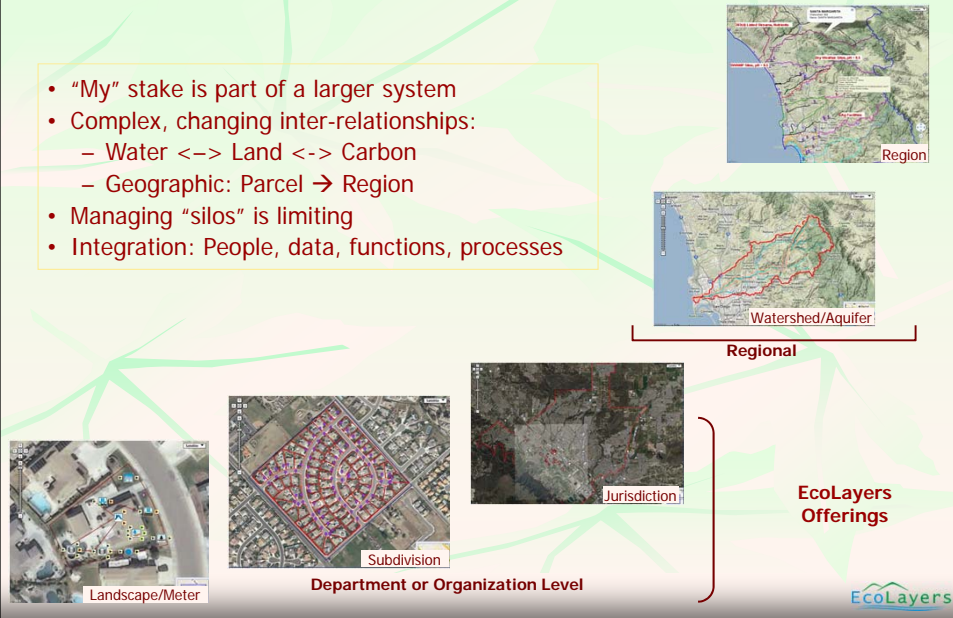 • “My” stake is part of a larger system
• Complex, changing inter-relationships:
– Water <–> Land <-> Carbon
– Geographic: Parcel → Region
• Managing “silos” is limiting
• Integration: People, data, functions, processes
Region
Watershed/Aquifer
Regional
Jurisdiction
Subdivision
Landscape/Meter
Department or Organization Level
EcoLayers
Offerings
EcoLayers